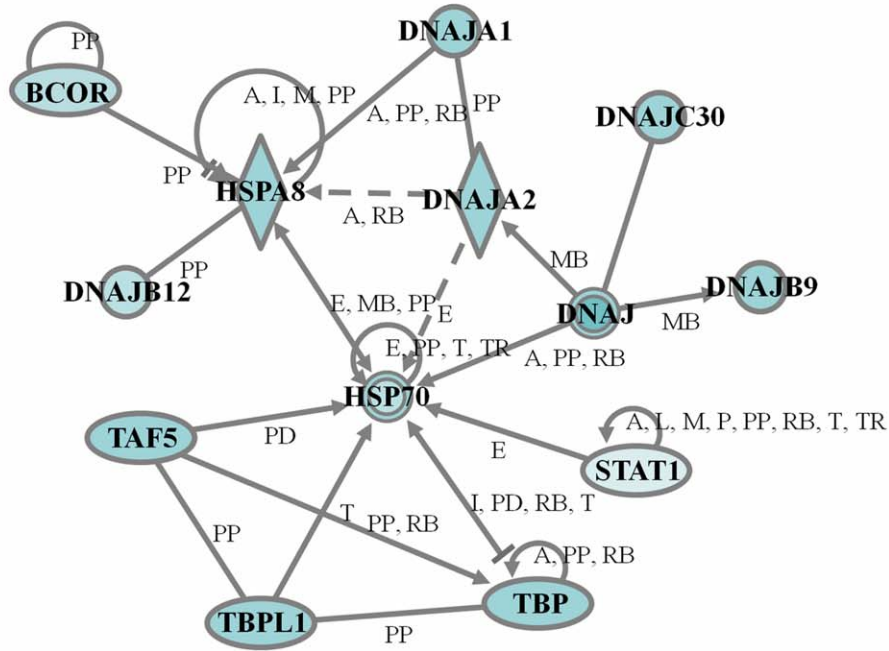 DNAJA1
PP
BCOR
A, I, M, PP
A, PP, RB
PP
DNAJC30
PP
HSPA8
DNAJA2
A, RB
PP
MB
DNAJB12
DNAJ
DNAJB9
E, MB, PP
E
MB
E, PP, T, TR
A, PP, RB
HSP70
TAF5
PD
A, L, M, P, PP, RB, T, TR
E
STAT1
I, PD, RB, T
T
PP, RB
PP
A, PP, RB
TBP
TBPL1
PP